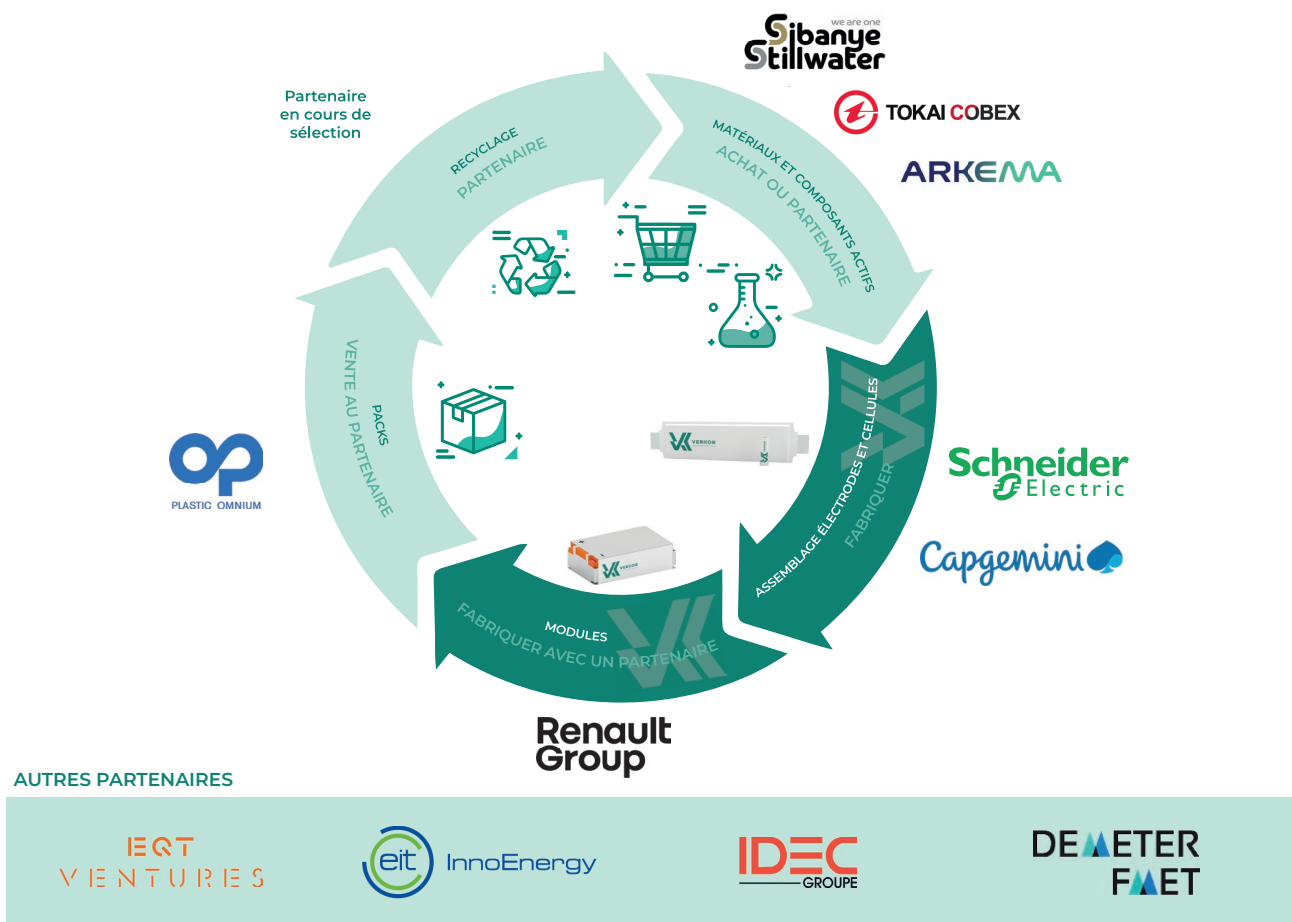 we are one
Sibanye
Stillwater
Partenaire
en cours de
sélection
TOKAI COBEX
ARKEMA
RECYCLAGE
PARTENAIRE
MATÉRIAUX ET COMPOSANTS ACTIFS
ACHAT OU PARTENAIRE
PACKS
VENTE AU PARTENAIRE
PLASTIC OMNIUM
VERKOR
ASSEMBLAGE ÉLECTRODES ET CELLULES
FABRIQUER
Schneider
Electric
Capgemini
VERKOR
MODULES
FABRIQUER AVEC UN PARTENAIRE
Renault
Group
AUTRES PARTENAIRES
EQT
VENTURES
eit InnoEnergy
IDEC
GROUPE
DEMETER
FMET